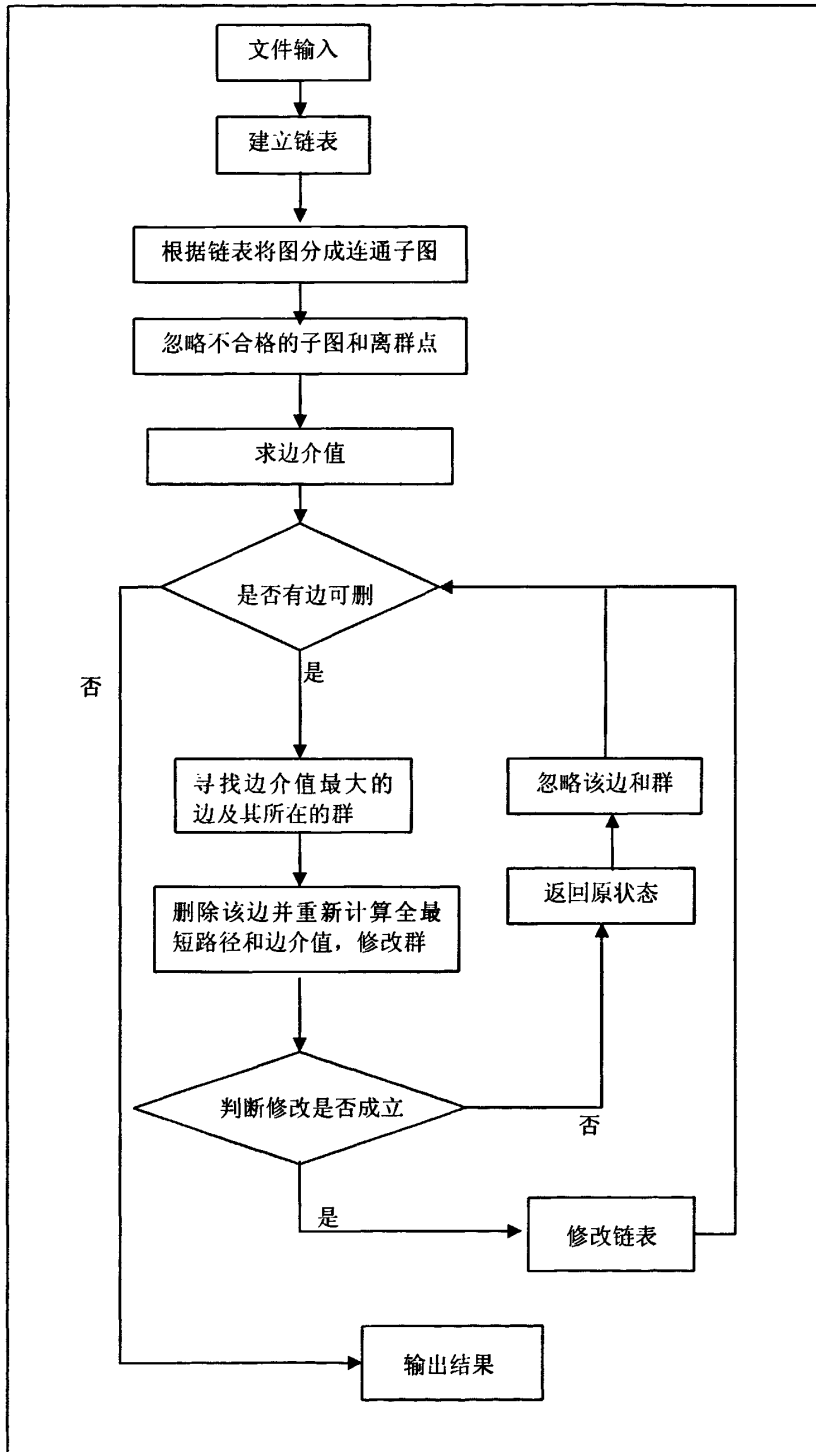 文件输入
建立链表
根据链表将图分成连通子图
忽略不合格的子图和离群点
求边介值
是否有边可删
否
是
寻找边介值最大的
边及其所在的群
忽略该边和群
删除该边并重新计算全最
短路径和边介值，修改群
返回原状态
判断修改是否成立
否
是
修改链表
输出结果